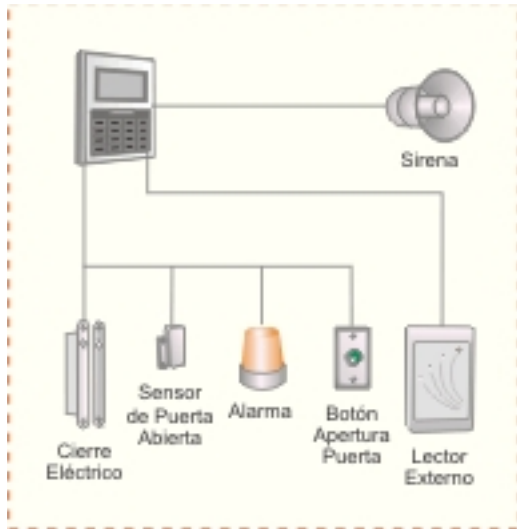 Sirena
Sensor
de Puerta
Abierta
Alarma
Botón
Apertura
Puerta
Cierre
Eléctrico
Lector
Externo